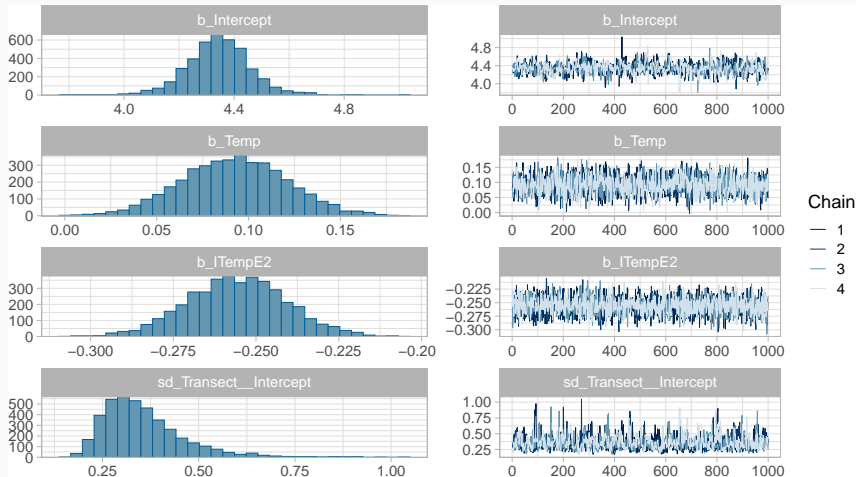 b_Intercept
600
400
200
0
4.0 4.4 4.8
b_Temp
300
200
100
0
0.00 0.05 0.10 0.15
b_ITempE2
300
200
100
0
−0.300 −0.275 −0.250 −0.225 −0.20
sd_Transect__Intercept
500
400
300
200
100
0
0.25 0.50 0.75 1.00
b_Intercept
4.8
4.4
4.0
0 200 400 600 800 1000
b_Temp
0.15
0.10
0.05
0.00
0 200 400 600 800 1000
b_ITempE2
−0.225
−0.250
−0.275
−0.300
0 200 400 600 800 1000
sd_Transect__Intercept
1.00
0.75
0.50
0.25
0 200 400 600 800 1000
Chain
1
2
3
4